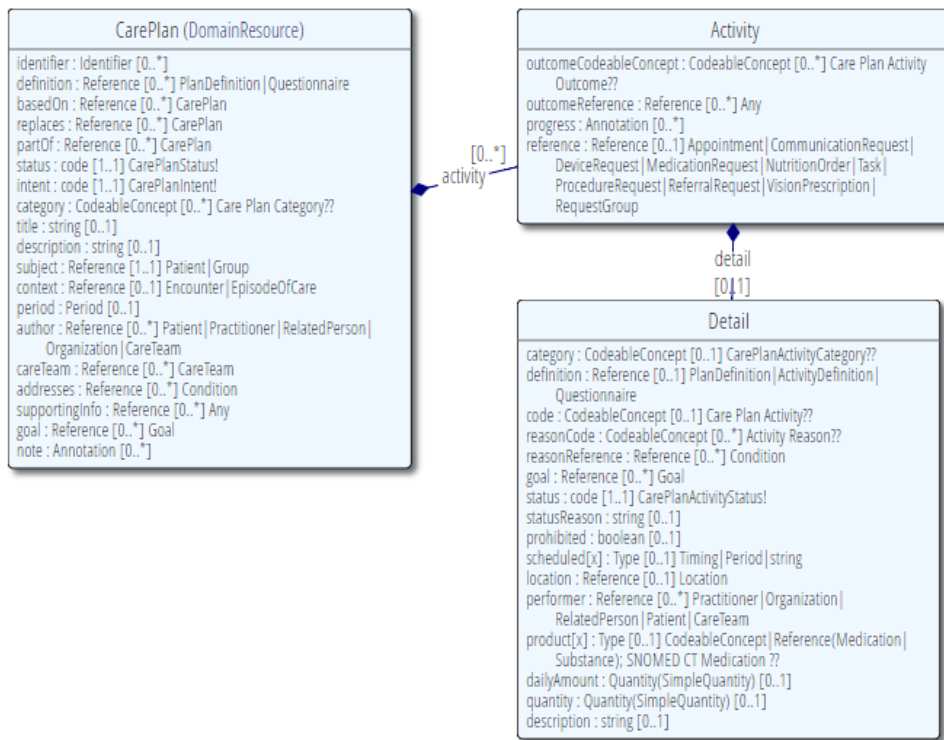 CarePlan (DomainResource)
identifier : Identifier [0..*]
definition : Reference [0..*] PlanDefinition|Questionnaire
basedOn : Reference [0..*] CarePlan
replaces : Reference [0..*] CarePlan
partOf : Reference [0..*] CarePlan
status : code [1..1] CarePlanStatus!
intent : code [1..1] CarePlanIntent!
category : CodeableConcept [0..*] Care Plan Category??
title : string [0..1]
description : string [0..1]
subject : Reference [1..1] Patient|Group
context : Reference [0..1] Encounter|EpisodeOfCare
period : Period [0..1]
author : Reference [0..*] Patient|Practitioner|RelatedPerson|
Organization|CareTeam
careTeam : Reference [0..*] CareTeam
addresses : Reference [0..*] Condition
supportingInfo : Reference [0..*] Any
goal : Reference [0..*] Goal
note : Annotation [0..*]
[0..*]
activity
Activity
outcomeCodeableConcept : CodeableConcept [0..*] Care Plan Activity
Outcome??
outcomeReference : Reference [0..*] Any
progress : Annotation [0..*]
reference : Reference [0..1] Appointment|CommunicationRequest|
DeviceRequest|MedicationRequest|NutritionOrder|Task|
ProcedureRequest|ReferralRequest|VisionPrescription|
RequestGroup
detail
[0..1]
Detail
category : CodeableConcept [0..1] CarePlanActivityCategory??
definition : Reference [0..1] PlanDefinition|ActivityDefinition|
Questionnaire
code : CodeableConcept [0..1] Care Plan Activity??
reasonCode : CodeableConcept [0..*] Activity Reason??
reasonReference : Reference [0..*] Condition
goal : Reference [0..*] Goal
status : code [1..1] CarePlanActivityStatus!
statusReason : string [0..1]
prohibited : boolean [0..1]
scheduled[x] : Type [0..1] Timing|Period|string
location : Reference [0..1] Location
performer : Reference [0..*] Practitioner|Organization|
RelatedPerson|Patient|CareTeam
product[x] : Type [0..1] CodeableConcept|Reference(Medication|
Substance); SNOMED CT Medication ??
dailyAmount : Quantity(SimpleQuantity) [0..1]
quantity : Quantity(SimpleQuantity) [0..1]
description : string [0..1]